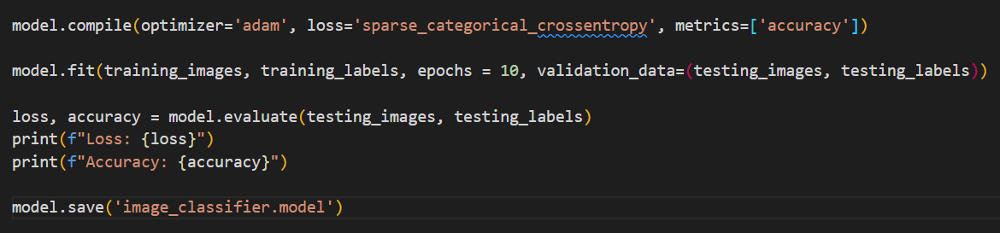 model.compile(optimizer='adam', loss='sparse_categorical_crossentropy', metrics=['accuracy'])
model.fit(training_images, training_labels, epochs = 10, validation_data=(testing_images, testing_labels))
loss, accuracy = model.evaluate(testing_images, testing_labels)
print(f"Loss: {loss}")
print(f"Accuracy: {accuracy}")
model.save('image_classifier.model')